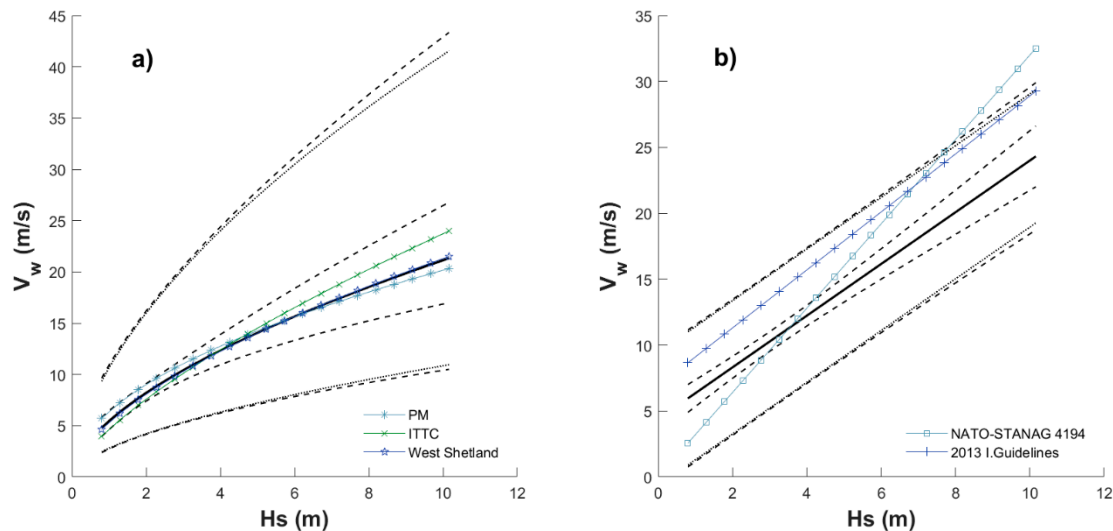 a)
45
40
35
30
25
20
15
10
5
0
V_w (m/s)
0 2 4 6 8 10 12
Hs (m)
PM
ITTC
West Shetland
b)
35
30
25
20
15
10
5
0
V_w (m/s)
0 2 4 6 8 10 12
Hs (m)
NATO-STANAG 4194
2013 I.Guidelines